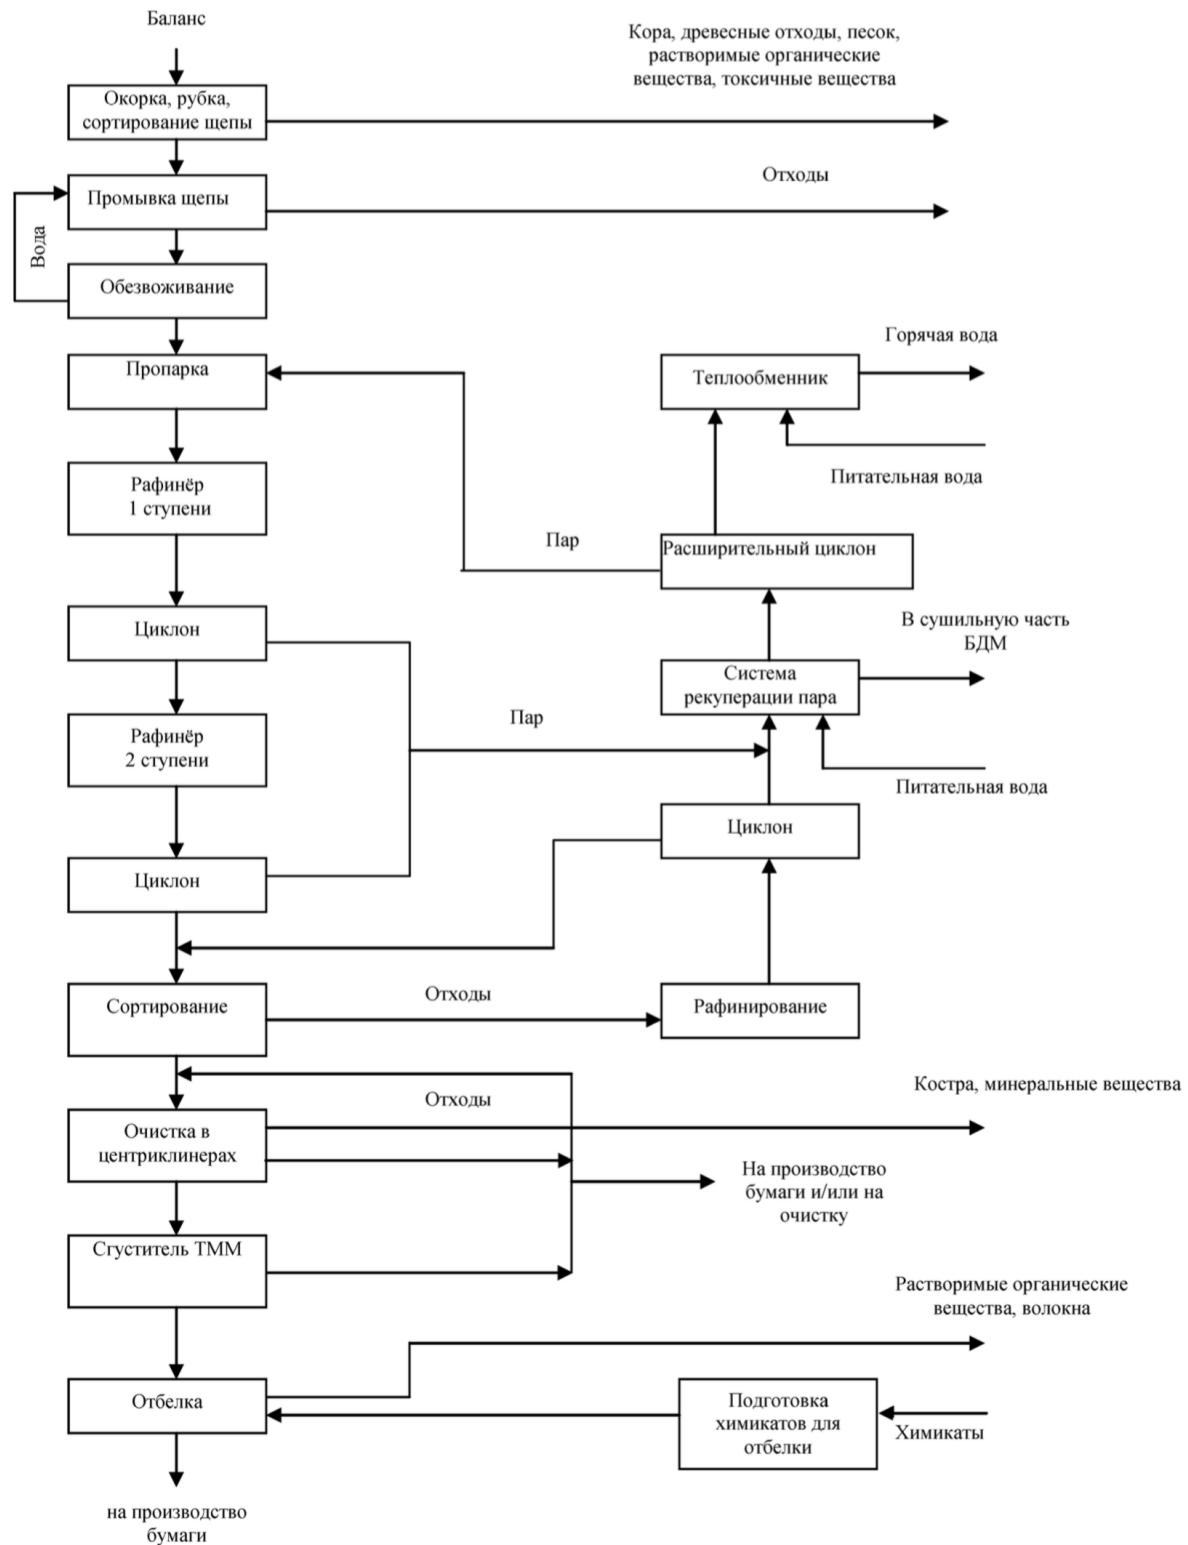 Баланс
Кора, древесные отходы, песок,
растворимые органические
вещества, токсичные вещества
Окорка, рубка,
сортирование щепы
Отходы
Промывка щепы
Вода
Обезвоживание
Горячая вода
Пропарка
Теплообменник
Питательная вода
Рафинёр
1 ступени
Пар
Расширительный циклон
В сушильную часть
БДМ
Циклон
Система
рекуперации пара
Пар
Рафинёр
2 ступени
Питательная вода
Циклон
Циклон
Отходы
Сортирование
Рафинирование
Костра, минеральные вещества
Отходы
Очистка в
центриклинерах
На производство
бумаги и/или на
очистку
Сгуститель ТММ
Растворимые органические
вещества, волокна
Отбелка
Подготовка
химикатов для
отбелки
Химикаты
на производство
бумаги